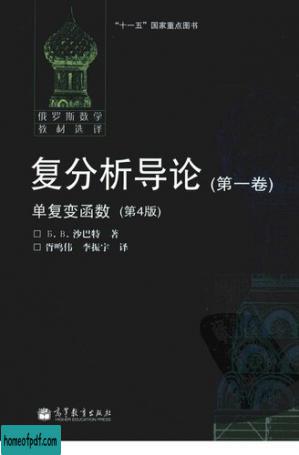 “十一五”国家重点图书
俄罗斯数学
教材选译
复分析导论(第一卷)
单复变函数 (第4版)
□ Б. В. 沙巴特 著
□ 胥鸣伟 李振宇 译
高等教育出版社
HIGHER EDUCATION PRESS
homeofpdf.com